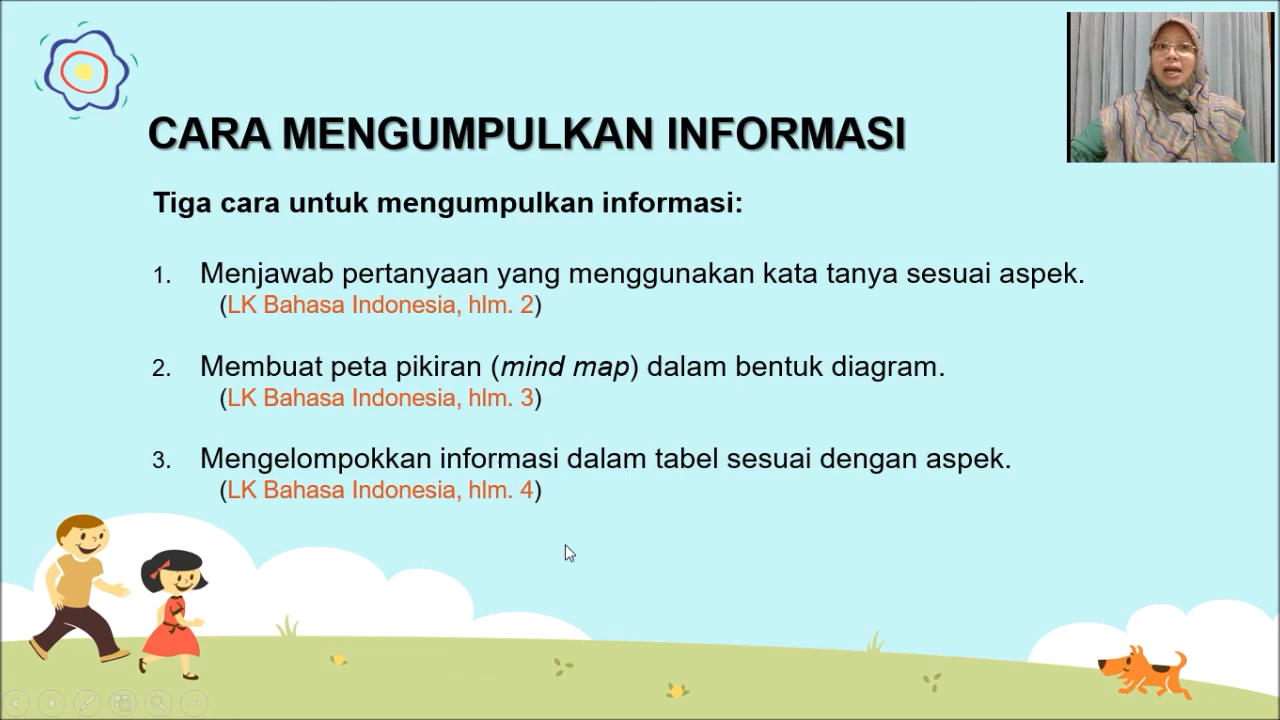 CARA MENGUMPULKAN INFORMASI
Tiga cara untuk mengumpulkan informasi:
1. Menjawab pertanyaan yang menggunakan kata tanya sesuai aspek.
(LK Bahasa Indonesia, hlm. 2)
2. Membuat peta pikiran (mind map) dalam bentuk diagram.
(LK Bahasa Indonesia, hlm. 3)
3. Mengelompokkan informasi dalam tabel sesuai dengan aspek.
(LK Bahasa Indonesia, hlm. 4)